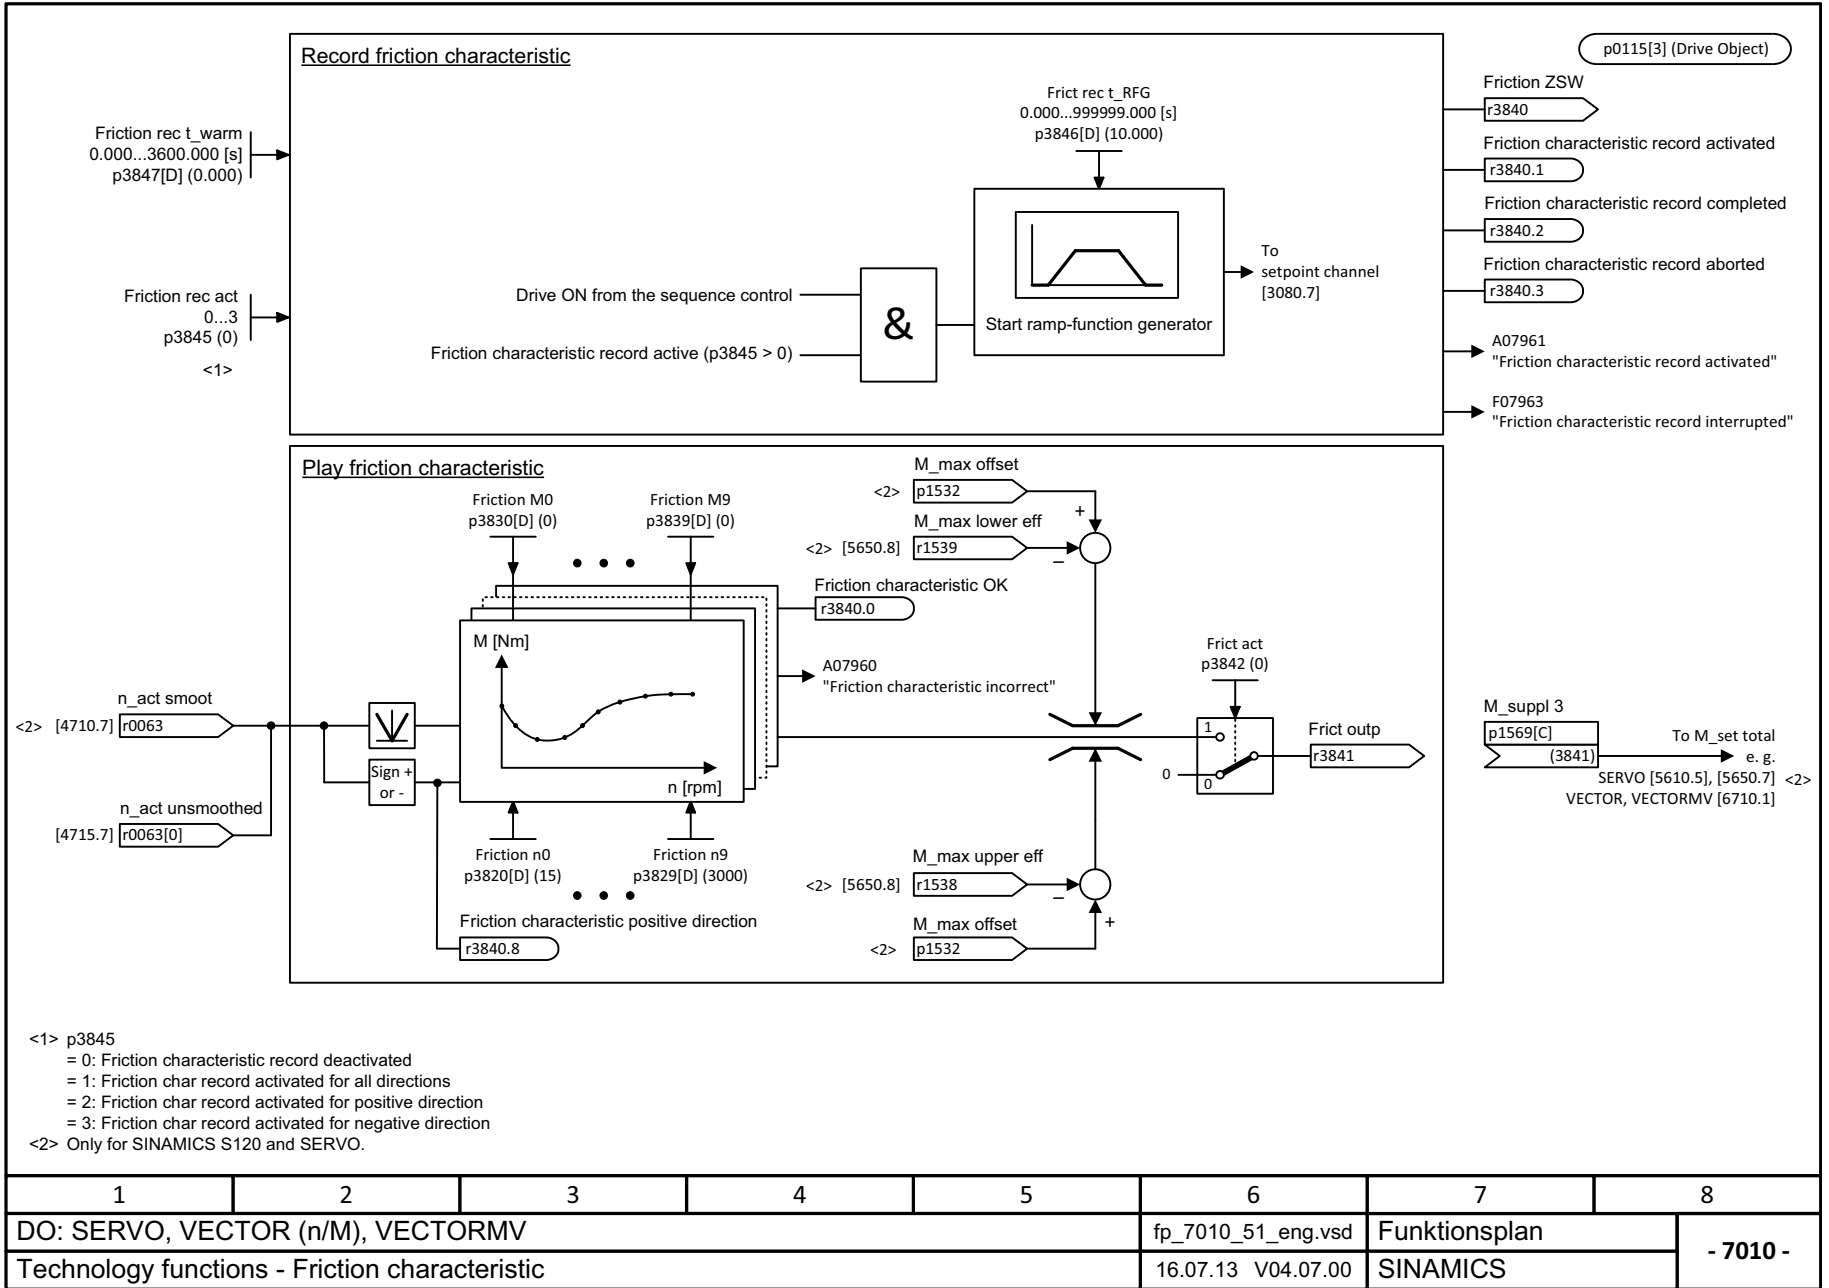 Record friction characteristic
p0115[3] (Drive Object)
Friction rec t_warm
0.000...3600.000 [s]
p3847[D] (0.000)
Friction rec act
0...3
p3845 (0)
<1>
Frict rec t_RFG
0.000...999999.000 [s]
p3846[D] (10.000)
Drive ON from the sequence control
Friction characteristic record active (p3845 > 0)
&
Start ramp-function generator
To
setpoint channel
[3080.7]
Friction ZSW
r3840
Friction characteristic record activated
r3840.1
Friction characteristic record completed
r3840.2
Friction characteristic record aborted
r3840.3
A07961
"Friction characteristic record activated"
F07963
"Friction characteristic record interrupted"
Play friction characteristic
Friction M0
p3830[D] (0)
Friction M9
p3839[D] (0)
M_max offset
<2> p1532
+
M_max lower eff
<2> [5650.8] r1539
–
Friction characteristic OK
r3840.0
A07960
"Friction characteristic incorrect"
M [Nm]
n [rpm]
n_act smoot
<2> [4710.7] r0063
Sign +
or -
n_act unsmoothed
[4715.7] r0063[0]
Friction n0
p3820[D] (15)
Friction n9
p3829[D] (3000)
Friction characteristic positive direction
r3840.8
M_max upper eff
<2> [5650.8] r1538
–
M_max offset
<2> p1532
+
Frict act
p3842 (0)
1
0
0
Frict outp
r3841
M_suppl 3
p1569[C]
(3841)
To M_set total
e. g.
SERVO [5610.5], [5650.7] <2>
VECTOR, VECTORMV [6710.1]
<1> p3845
= 0: Friction characteristic record deactivated
= 1: Friction char record activated for all directions
= 2: Friction char record activated for positive direction
= 3: Friction char record activated for negative direction
<2> Only for SINAMICS S120 and SERVO.
1 2 3 4 5 6 7 8
DO: SERVO, VECTOR (n/M), VECTORMV
fp_7010_51_eng.vsd
Funktionsplan
- 7010 -
Technology functions - Friction characteristic
16.07.13 V04.07.00
SINAMICS